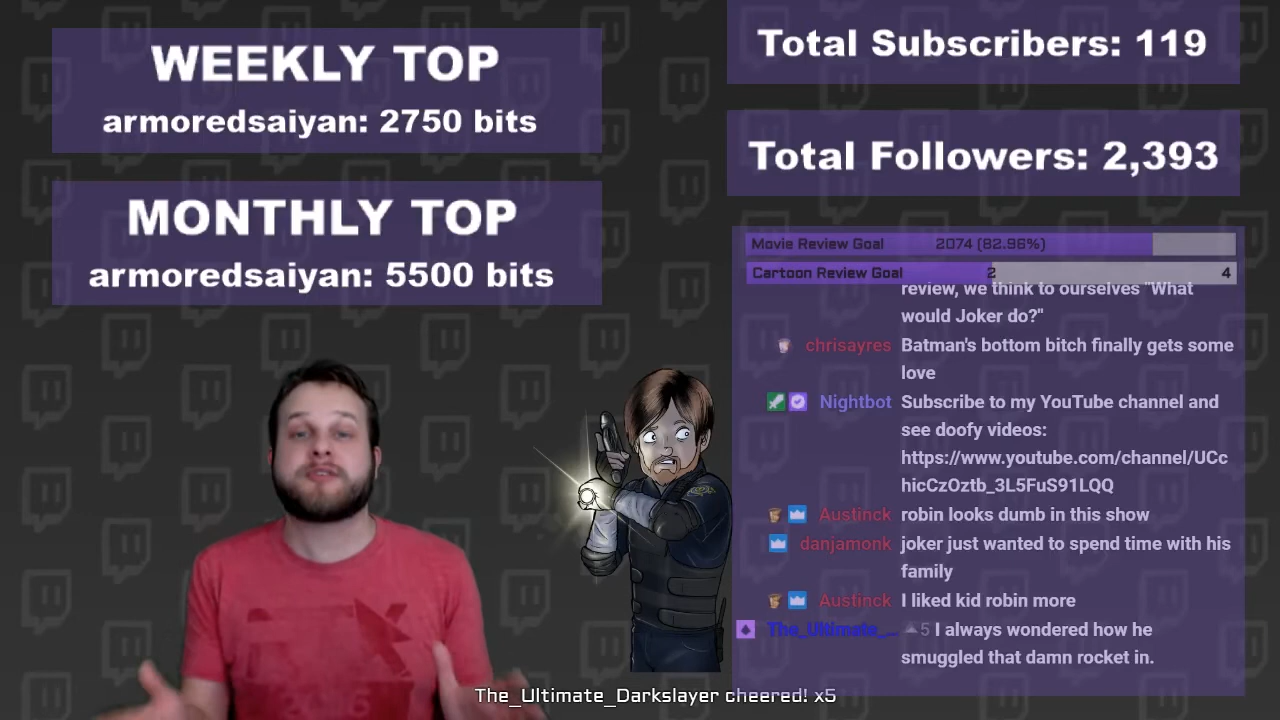 WEEKLY TOP
armoredsaiyan: 2750 bits
MONTHLY TOP
armoredsaiyan: 5500 bits
Total Subscribers: 119
Total Followers: 2,393
Movie Review Goal 2074 (82.96%)
Cartoon Review Goal 2 4
review, we think to ourselves "What
would Joker do?"
chrisayres Batman's bottom bitch finally gets some
love
Nightbot Subscribe to my YouTube channel and
see doofy videos:
https://www.youtube.com/channel/UCc
hicCzOztb_3L5FuS91LQQ
Austinck robin looks dumb in this show
danjamonk joker just wanted to spend time with his
family
Austinck I liked kid robin more
The_Ultimate_... 5 I always wondered how he
smuggled that damn rocket in.
The_Ultimate_Darkslayer cheered! x5